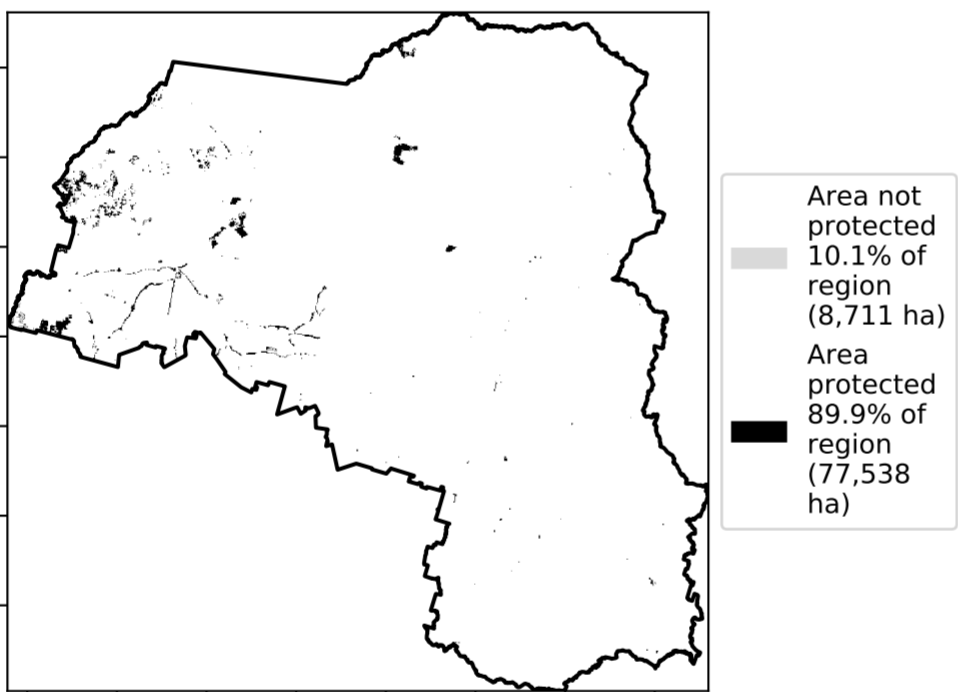 Area not
protected
10.1% of
region
(8,711 ha)
Area
protected
89.9% of
region
(77,538
ha)